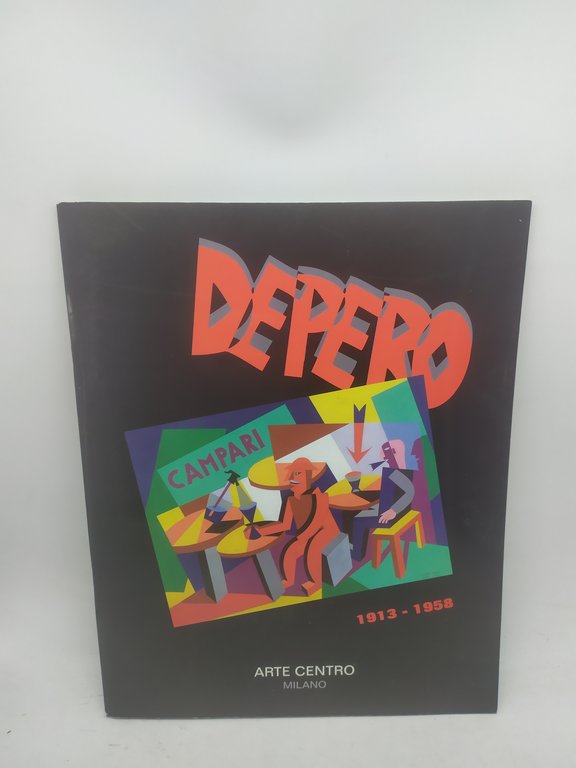 DEPERO
CAMPARI
1913 - 1958
ARTE CENTRO
MILANO